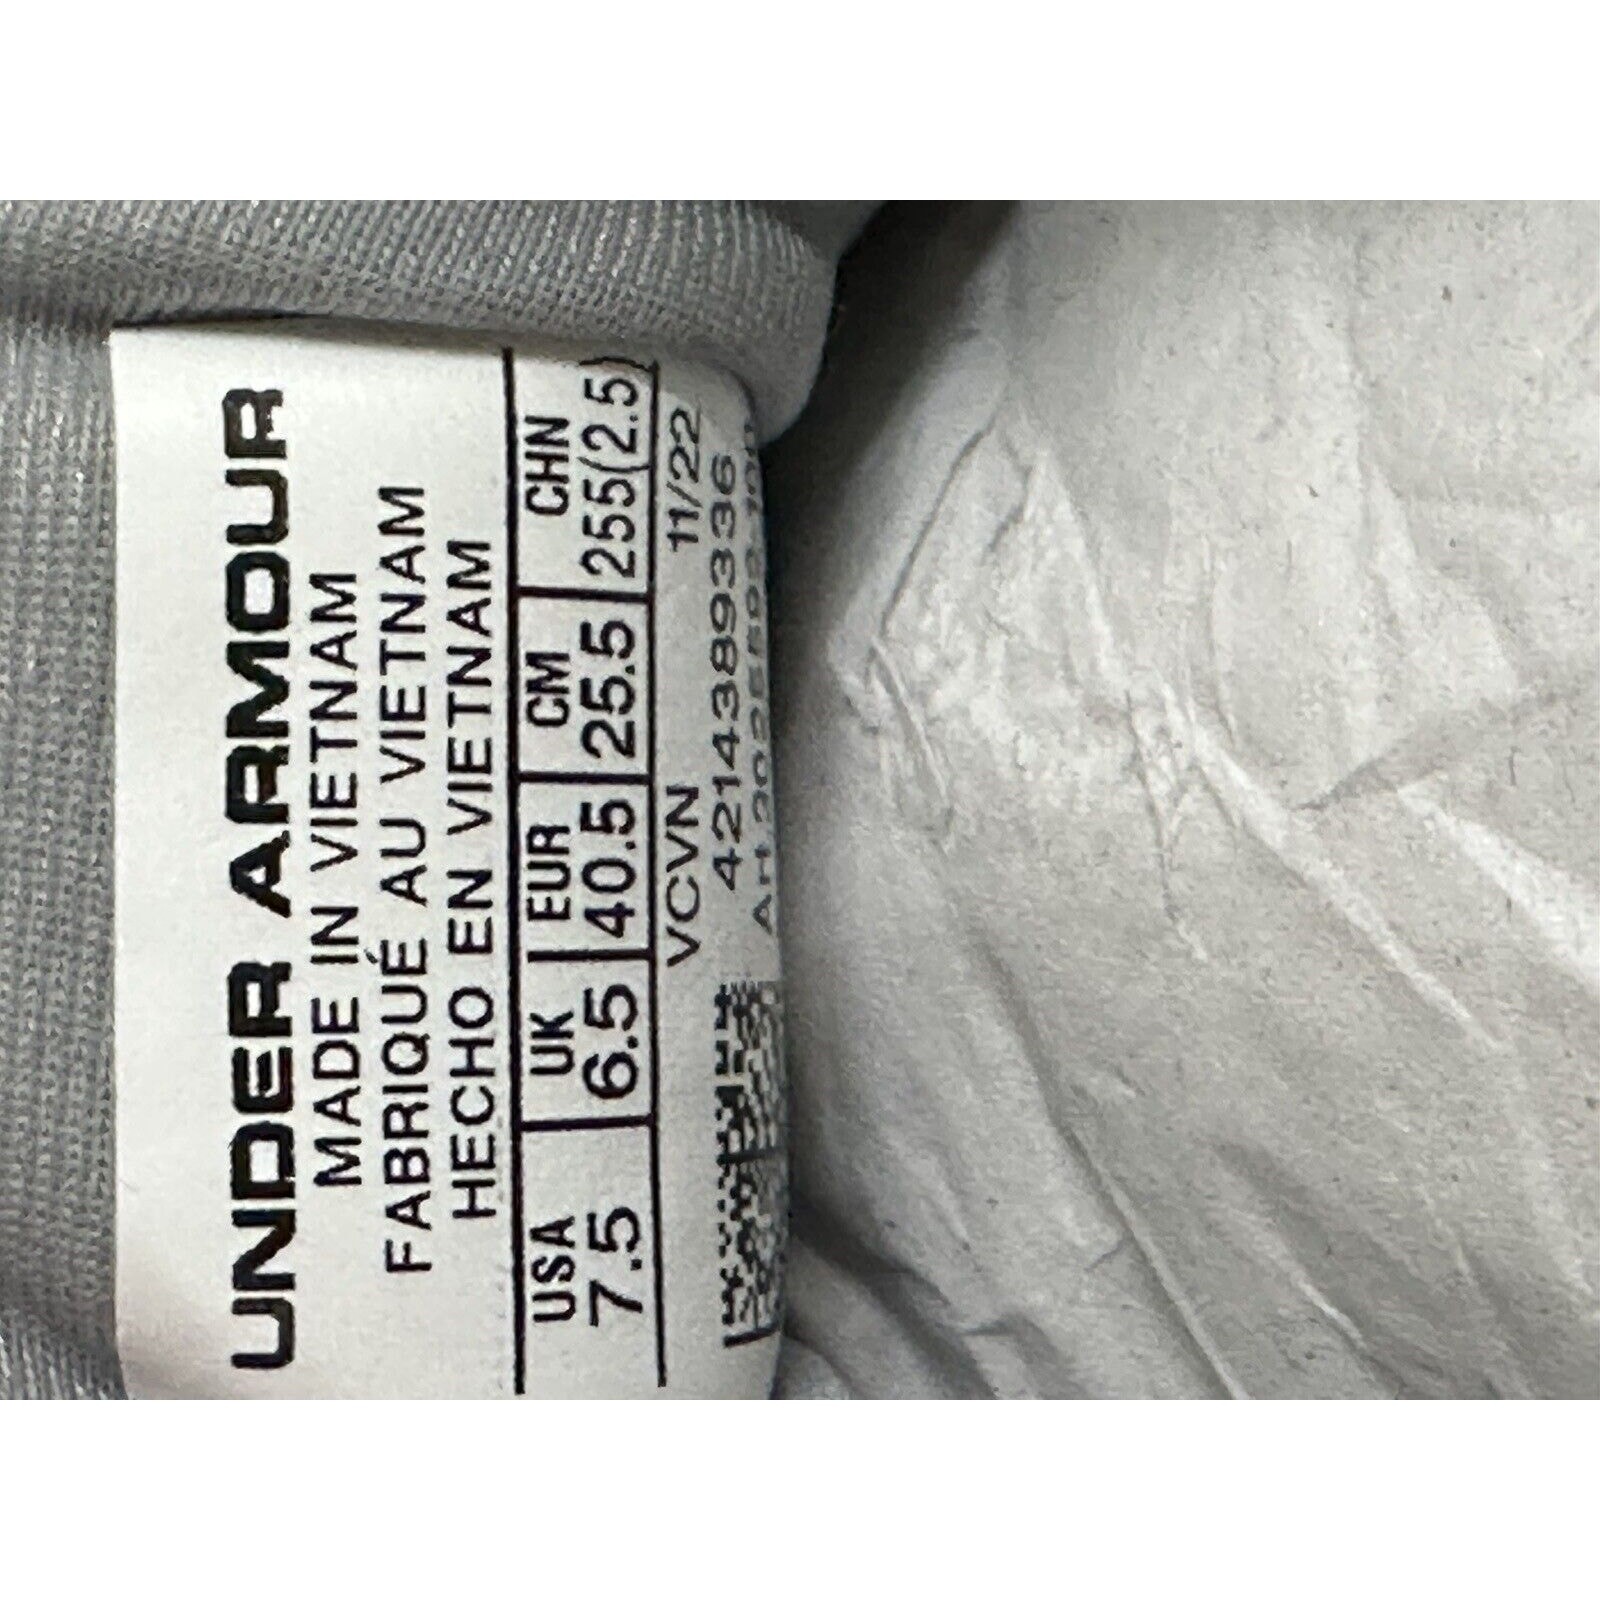 UNDER ARMOUR
MADE IN VIETNAM
FABRIQUÉ AU VIETNAM
HECHO EN VIETNAM
USA UK EUR CM CHN
7.5 6.5 40.5 25.5 255(2.5)
VCVN 11/22
4214389336